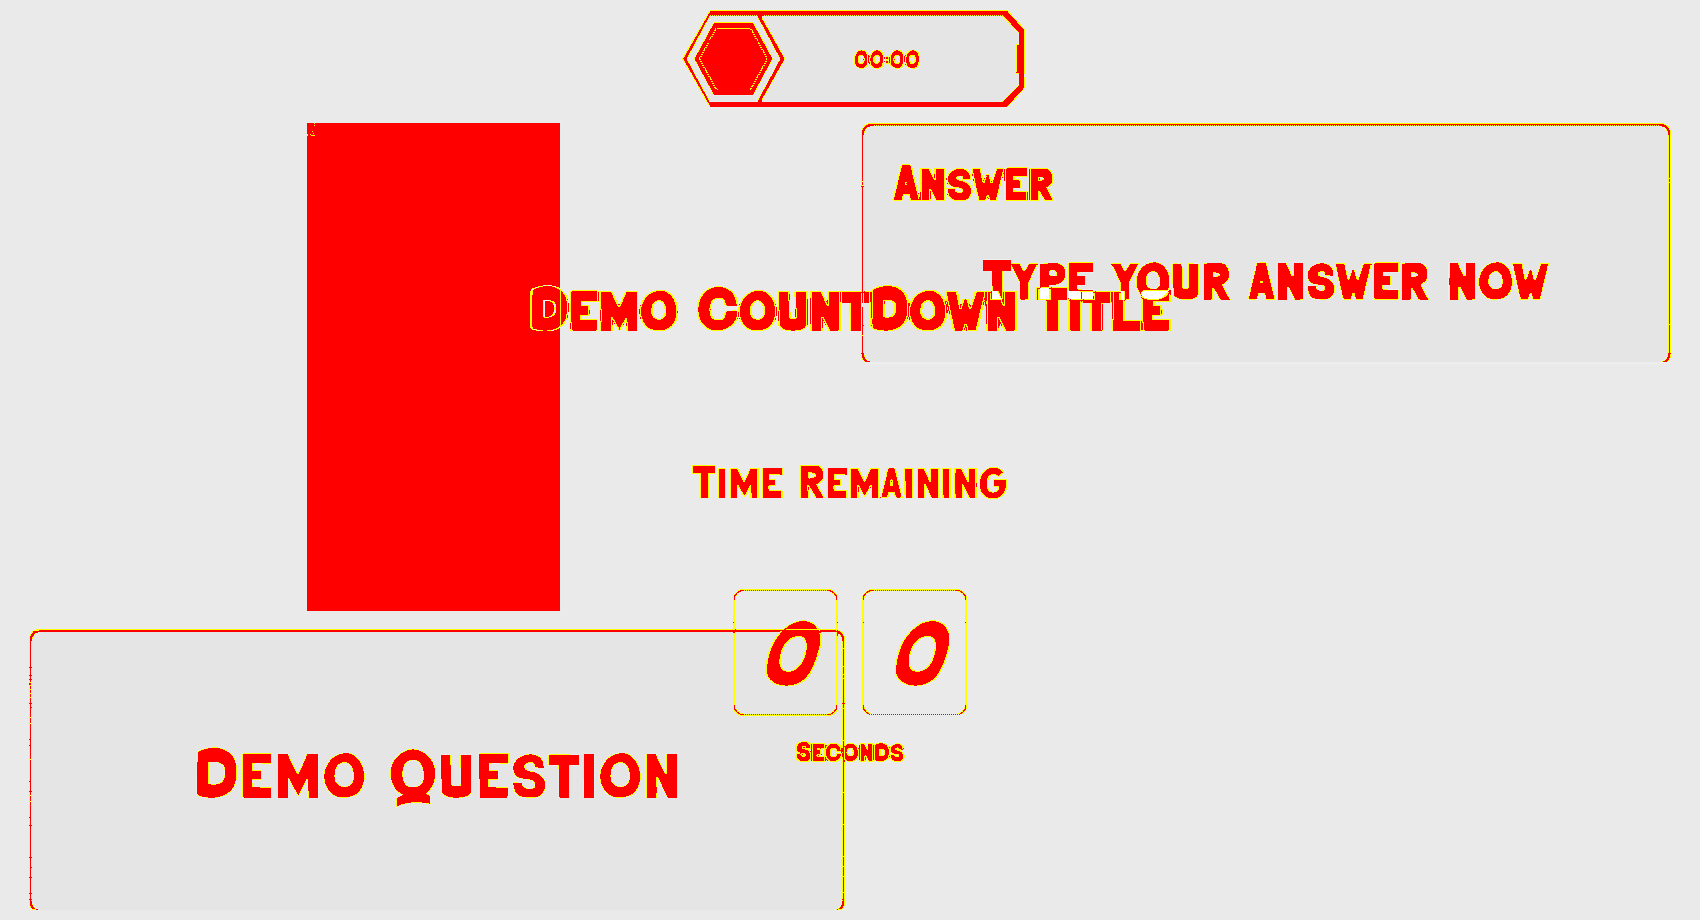 00:00
Answer
Type your answer now
Demo CountDown Title
Time Remaining
0 0
Seconds
Demo Question